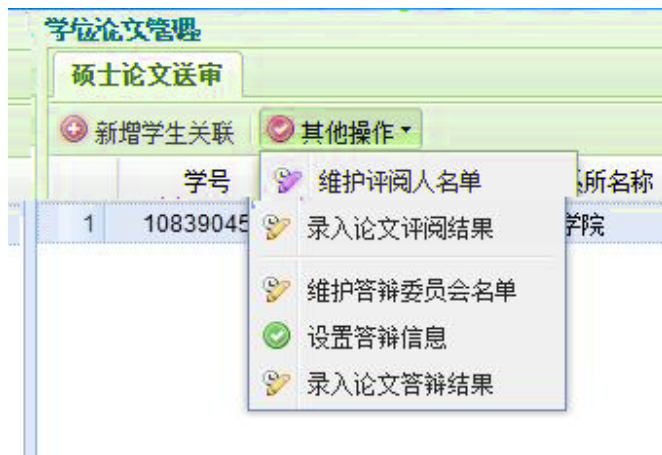 学位论文管理
硕士论文送审
新增学生关联 其他操作
学号 所名称
1 10839045 学院
维护评阅人名单
录入论文评阅结果
维护答辩委员会名单
设置答辩信息
录入论文答辩结果